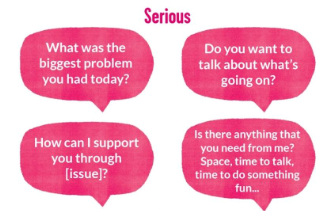 Serious
What was the
biggest problem
you had today?
Do you want to
talk about what's
going on?
How can I support
you through
[issue]?
Is there anything that
you need from me?
Space, time to talk,
time to do something
fun...